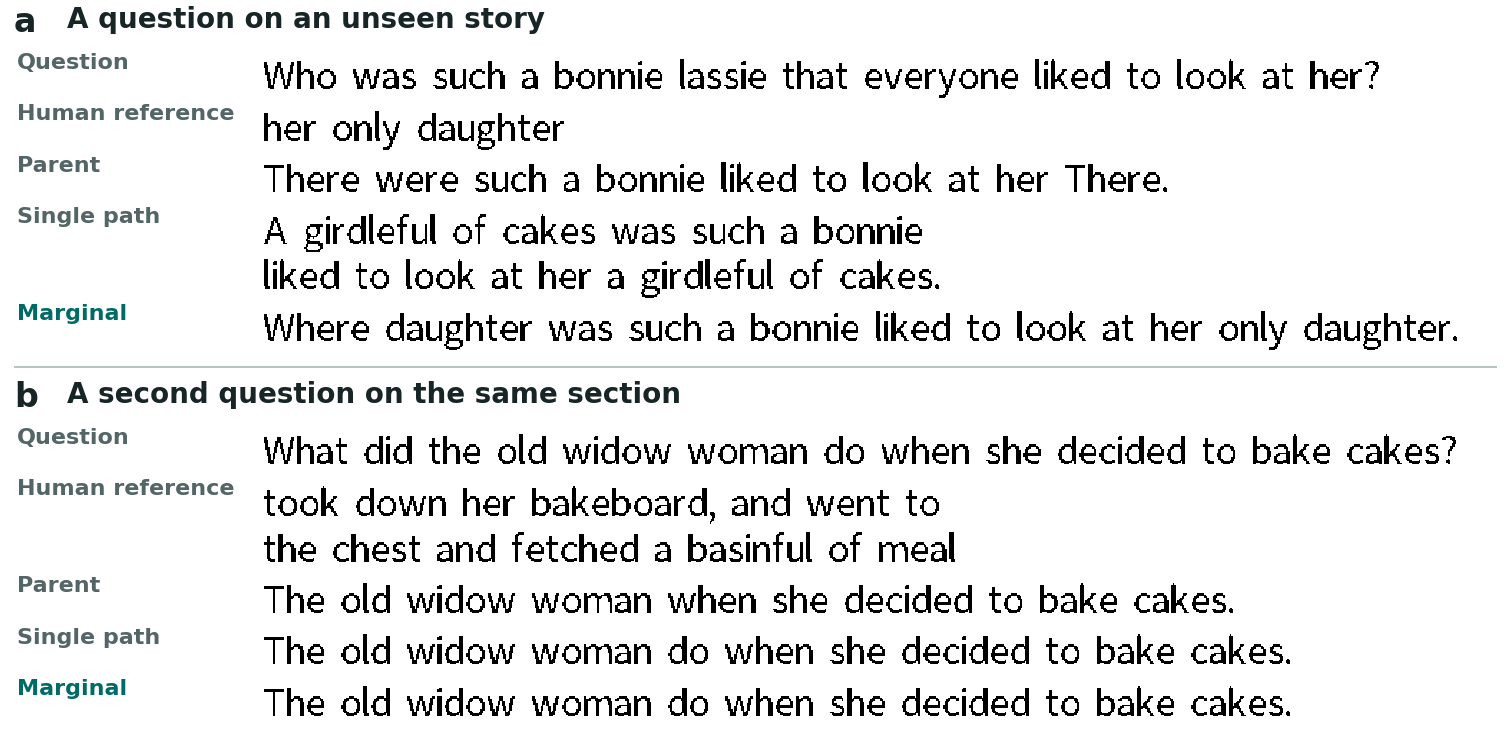 a A question on an unseen story
Question
Who was such a bonnie lassie that everyone liked to look at her?
Human reference
her only daughter
Parent
There were such a bonnie liked to look at her There.
Single path
A girdleful of cakes was such a bonnie
liked to look at her a girdleful of cakes.
Marginal
Where daughter was such a bonnie liked to look at her only daughter.
b A second question on the same section
Question
What did the old widow woman do when she decided to bake cakes?
Human reference
took down her bakeboard, and went to
the chest and fetched a basinful of meal
Parent
The old widow woman when she decided to bake cakes.
Single path
The old widow woman do when she decided to bake cakes.
Marginal
The old widow woman do when she decided to bake cakes.